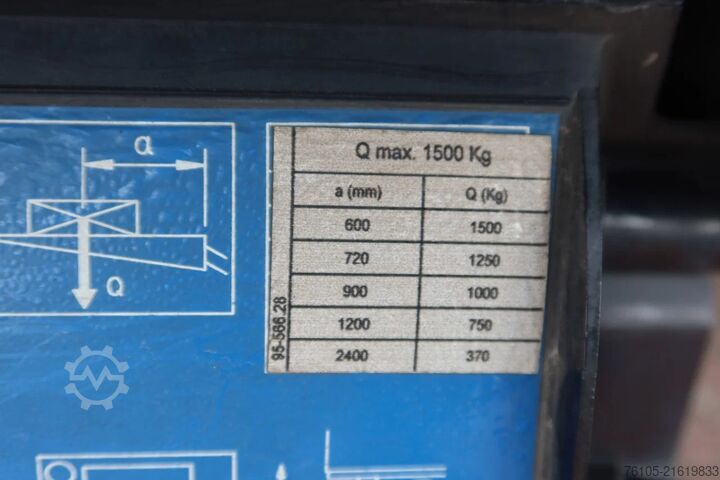 a
Q
Q max. 1500 Kg
a (mm) Q (Kg)
600 1500
720 1250
900 1000
1200 750
2400 370
95-566.28
76105-21619833